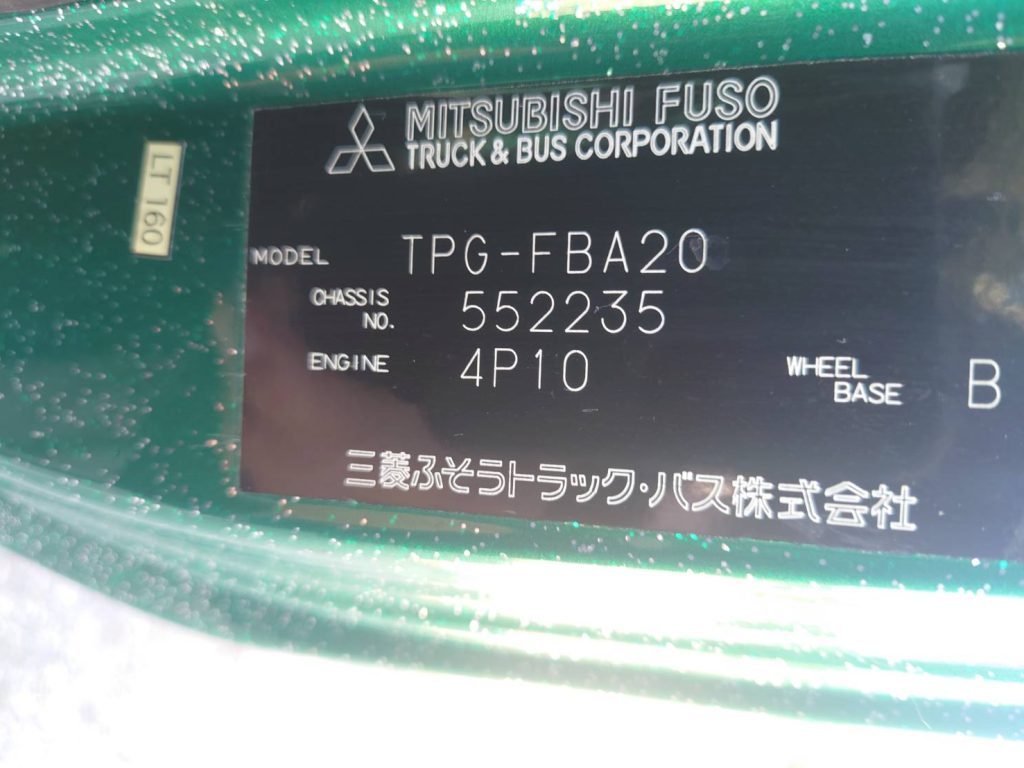 MITSUBISHI FUSO
TRUCK & BUS CORPORATION
LT 160
MODEL TPG-FBA20
CHASSIS NO. 552235
ENGINE 4P10
WHEEL BASE B
三菱ふそうトラック・バス株式会社